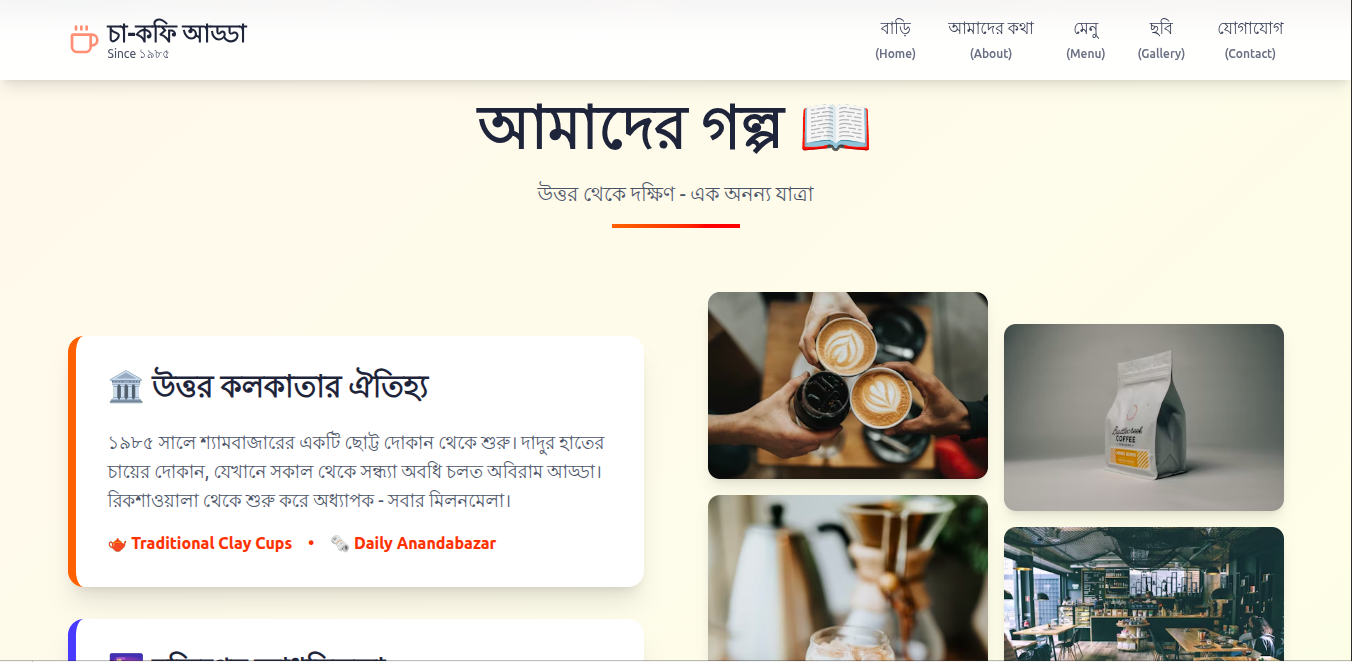 চা-কফি আড্ডা
Since ১৯৮৫
বাড়ি
(Home)
আমাদের কথা
(About)
মেনু
(Menu)
ছবি
(Gallery)
যোগাযোগ
(Contact)
আমাদের গল্প 📖
উত্তর থেকে দক্ষিণ - এক অনন্য যাত্রা
🏛️ উত্তর কলকাতার ঐতিহ্য
১৯৮৫ সালে শ্যামবাজারের একটি ছোট্ট দোকান থেকে শুরু। দাদুর হাতের
চায়ের দোকান, যেখানে সকাল থেকে সন্ধ্যা অবধি চলত অবিরাম আড্ডা।
রিকশাওয়ালা থেকে শুরু করে অধ্যাপক - সবার মিলনমেলা।
🫖 Traditional Clay Cups • 🗞️ Daily Anandabazar
COFFEE